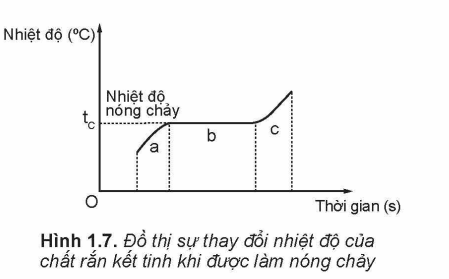 Nhiệt độ (ºC)
Nhiệt độ
nóng chảy
tc
a
b
c
O
Thời gian (s)
Hình 1.7. Đồ thị sự thay đổi nhiệt độ của
chất rắn kết tinh khi được làm nóng chảy